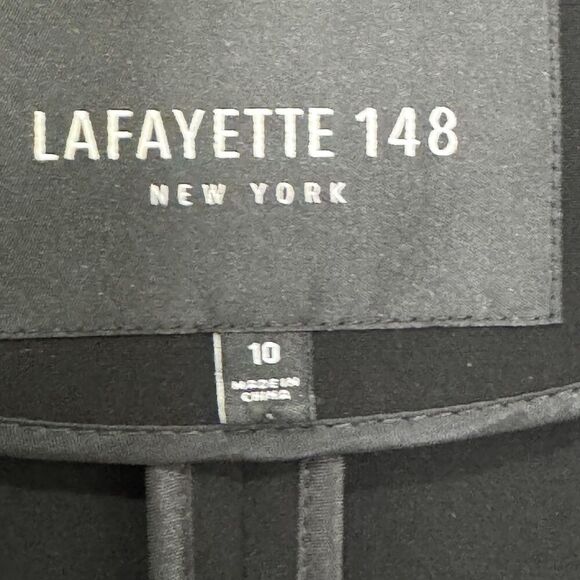 LAFAYETTE 148
NEW YORK
10
MADE IN
CHINA